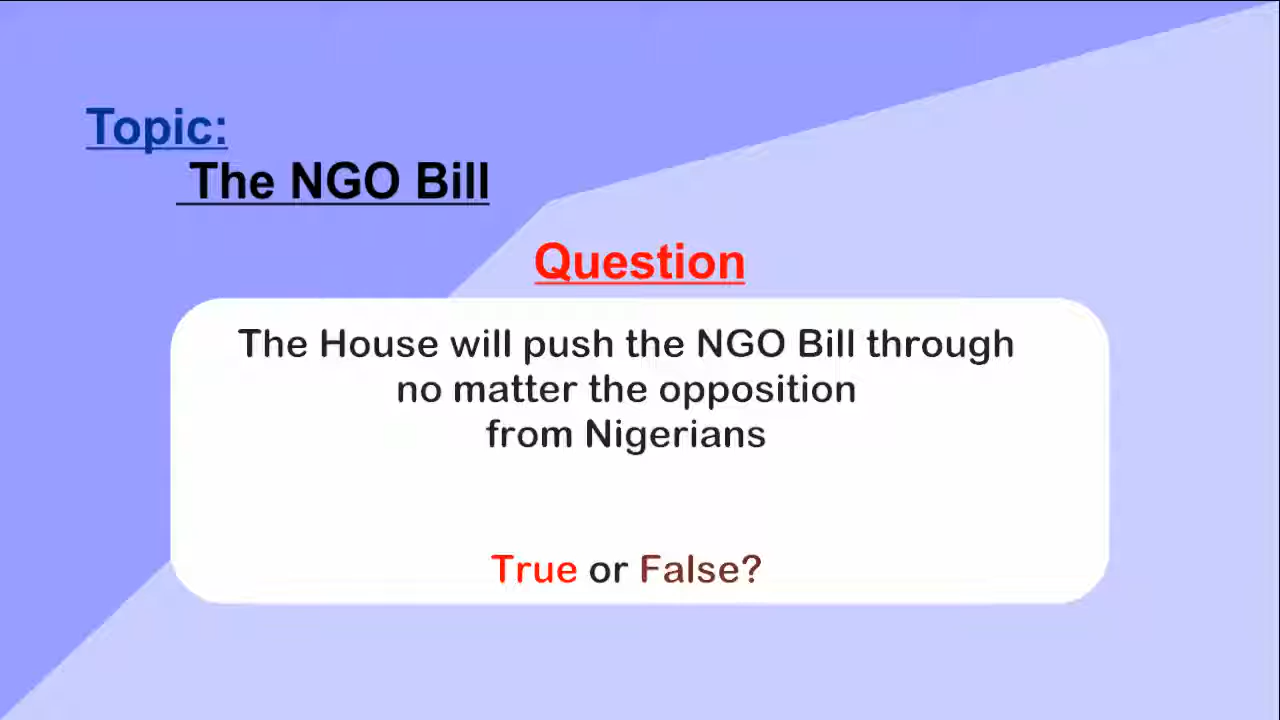 Topic:
The NGO Bill
Question
The House will push the NGO Bill through
no matter the opposition
from Nigerians
True or False?